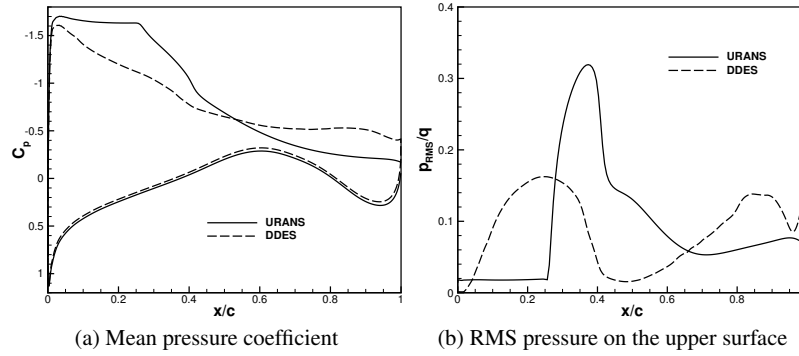 -1.5
-1
-0.5
0
0.5
1
C_p
0
0.2
0.4
0.6
0.8
1
x/c
URANS
DDES
(a) Mean pressure coefficient
0.4
0.3
0.2
0.1
0
p_RMS/q
0
0.2
0.4
0.6
0.8
x/c
URANS
DDES
(b) RMS pressure on the upper surface